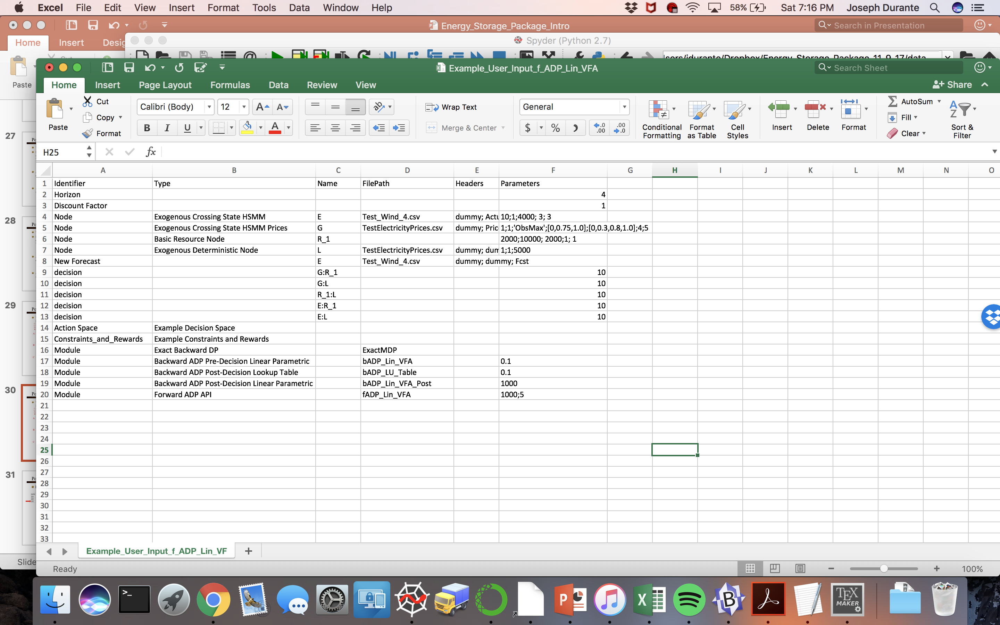 Excel File Edit View Insert Format Tools Data Window Help 58% Sat 7:16 PM Joseph Durante
Energy_Storage_Package_Intro Search in Presentation
Home Insert
Spyder (Python 2.7)
Paste
Example_User_Input_f_ADP_Lin_VFA Search Sheet
Home Insert Page Layout Formulas Data Review View Share
Paste Cut Copy Format
Calibri (Body) 12
B I U
Wrap Text
Merge & Center
General
$ %
Conditional Formatting Format as Table Cell Styles
Insert Delete Format
AutoSum Fill Clear
Sort & Filter
H25 fx
A B C D E F G H I J K L M N O
1 Identifier Type Name FilePath Headers Parameters
2 Horizon 4
3 Discount Factor 1
4 Node Exogenous Crossing State HSMM E Test_Wind_4.csv dummy; 10;1;4000; 3; 3
5 Node Exogenous Crossing State HSMM Prices G TestElectricityPrices.csv dummy; 1;1;'ObsMax';[0,0.75,1.0];[0,0.3,0.8,1.0];4;5
6 Node Basic Resource Node R_1 2000;10000; 2000;1; 1
7 Node Exogenous Deterministic Node L TestElectricityPrices.csv dummy; 1;1;5000
8 New Forecast E Test_Wind_4.csv dummy; dummy; Fcst
9 decision G:R_1 10
10 decision G:L 10
11 decision R_1:L 10
12 decision E:R_1 10
13 decision E:L 10
14 Action Space Example Decision Space
15 Constraints_and_Rewards Example Constraints and Rewards
16 Module Exact Backward DP ExactMDP
17 Module Backward ADP Pre-Decision Linear Parametric bADP_Lin_VFA 0.1
18 Module Backward ADP Post-Decision Lookup Table bADP_LU_Table 0.1
19 Module Backward ADP Post-Decision Linear Parametric bADP_Lin_VFA_Post 1000
20 Module Forward ADP API fADP_Lin_VFA 1000;5
21
22
23
24
25
26
27
28
29
30
31
32
33
27
28
29
30
31
Example_User_Input_f_ADP_Lin_VF
Slide
Ready 100%
TEX MAKER